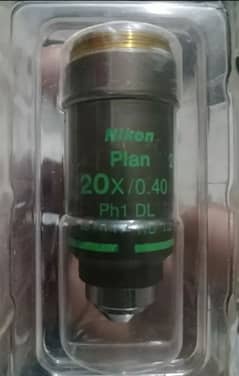 Nikon
Plan
20X/0.40
Ph1 DL